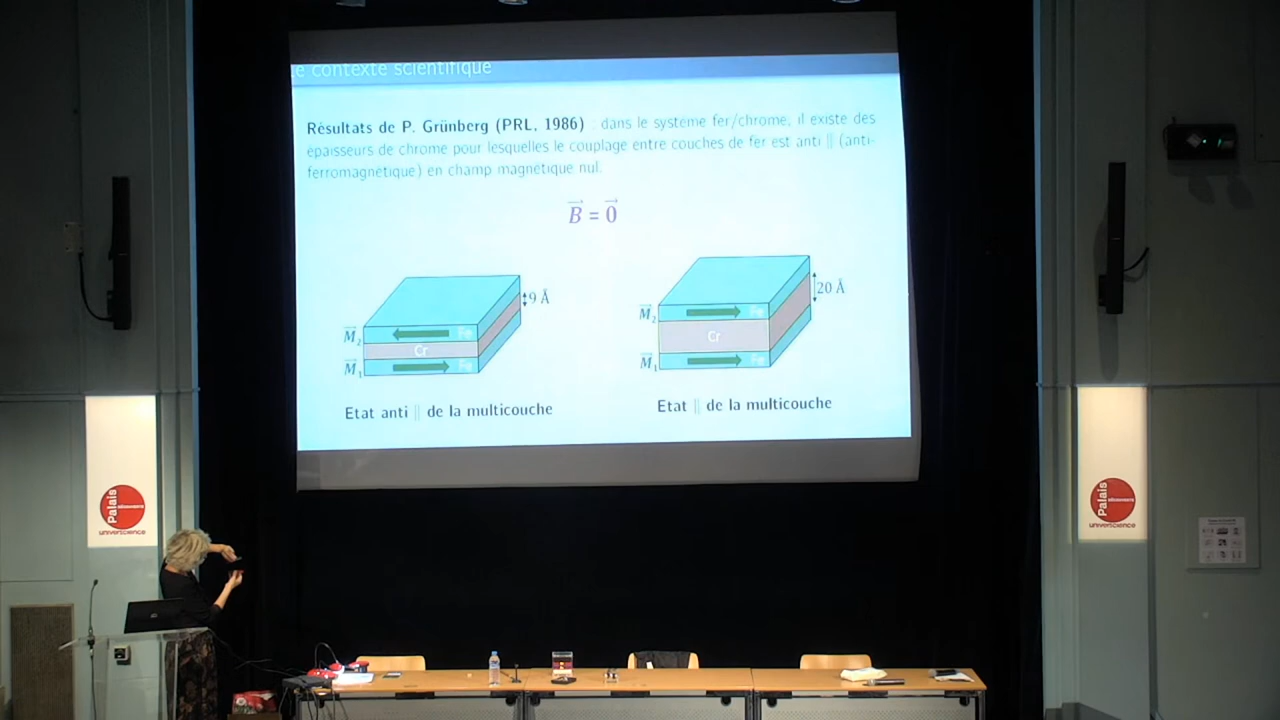 e contexte scientifique
Résultats de P. Grünberg (PRL, 1986) : dans le système fer/chrome, il existe des
épaisseurs de chrome pour lesquelles le couplage entre couches de fer est anti || (anti-
ferromagnétique) en champ magnétique nul.
B = 0
9 Å
20 Å
M2
Fe
Cr
M1
Fe
M2
Fe
Cr
M1
Fe
Etat anti || de la multicouche
Etat || de la multicouche
Palais
universcience
Palais
universcience